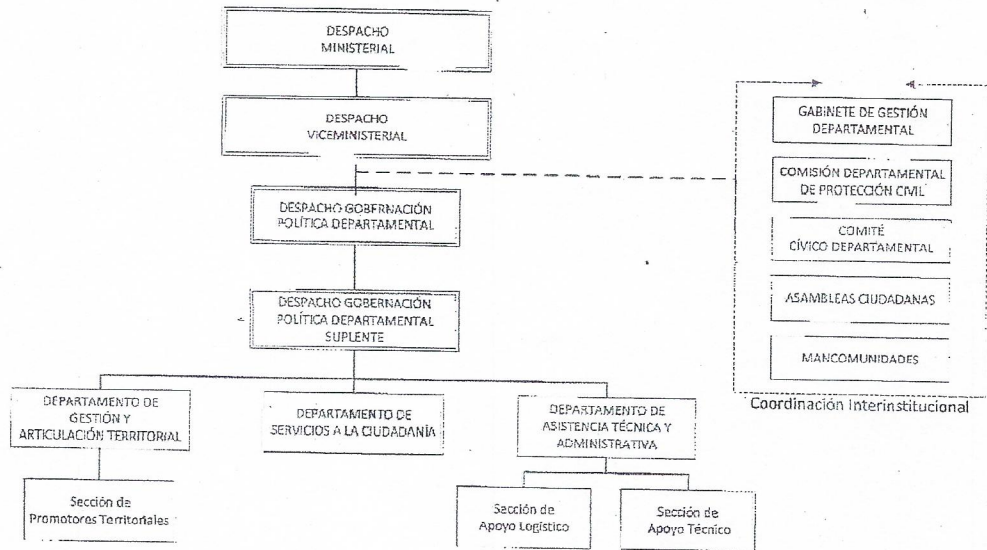 DESPACHO
MINISTERIAL
DESPACHO
VICEMINISTERIAL
DESPACHO GOBERNACIÓN
POLÍTICA DEPARTAMENTAL
DESPACHO GOBERNACIÓN
POLÍTICA DEPARTAMENTAL
SUPLENTE
DEPARTAMENTO DE
GESTIÓN Y
ARTICULACIÓN TERRITORIAL
DEPARTAMENTO DE
SERVICIOS A LA CIUDADANÍA
DEPARTAMENTO DE
ASISTENCIA TÉCNICA Y
ADMINISTRATIVA
Sección de
Promotores Territoriales
Sección de
Apoyo Logístico
Sección de
Apoyo Técnico
GABINETE DE GESTIÓN
DEPARTAMENTAL
COMISIÓN DEPARTAMENTAL
DE PROTECCIÓN CIVIL
COMITÉ
CÍVICO DEPARTAMENTAL
ASAMBLEAS CIUDADANAS
MANCOMUNIDADES
Coordinación Interinstitucional